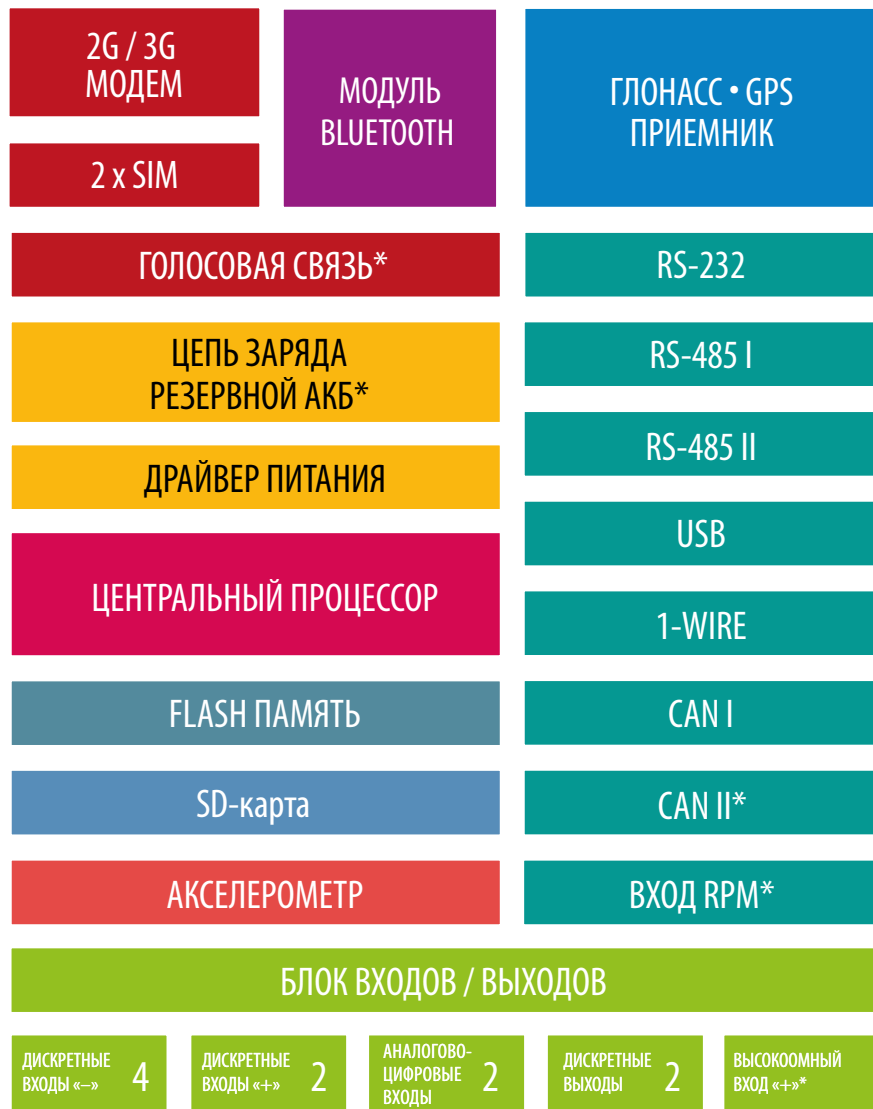 2G / 3G
МОДЕМ
2 x SIM
МОДУЛЬ
BLUETOOTH
ГЛОНАСС • GPS
ПРИЕМНИК
ГОЛОСОВАЯ СВЯЗЬ*
RS-232
ЦЕПЬ ЗАРЯДА
РЕЗЕРВНОЙ АКБ*
RS-485 I
ДРАЙВЕР ПИТАНИЯ
RS-485 II
ЦЕНТРАЛЬНЫЙ ПРОЦЕССОР
USB
1-WIRE
FLASH ПАМЯТЬ
CAN I
SD-карта
CAN II*
АКСЕЛЕРОМЕТР
ВХОД RPM*
БЛОК ВХОДОВ / ВЫХОДОВ
ДИСКРЕТНЫЕ
ВХОДЫ «–»
4
ДИСКРЕТНЫЕ
ВХОДЫ «+»
2
АНАЛОГОВО-
ЦИФРОВЫЕ
ВХОДЫ
2
ДИСКРЕТНЫЕ
ВЫХОДЫ
2
ВЫСОКООМНЫЙ
ВХОД «+»*